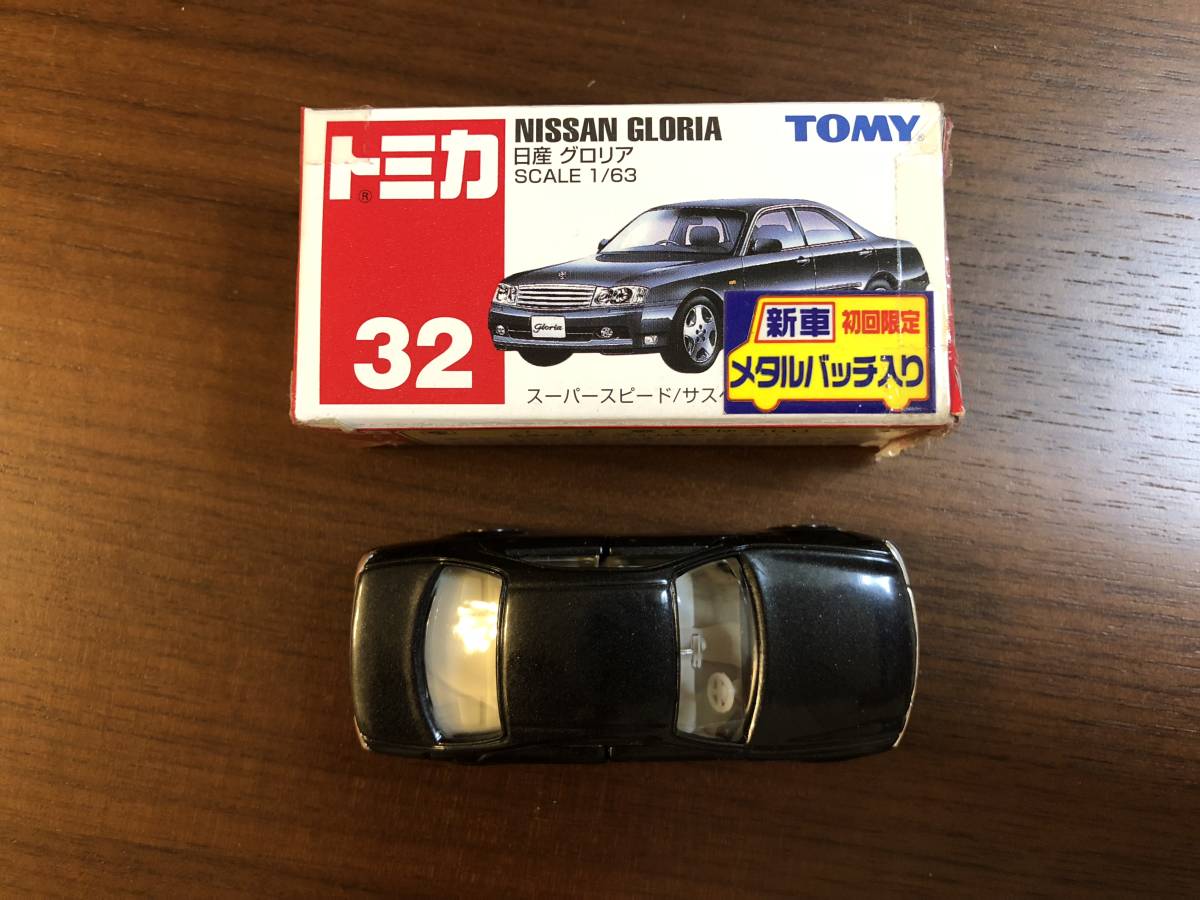 トミカ
®
32
NISSAN GLORIA
日産 グロリア
SCALE 1/63
TOMY
Gloria
新車 初回限定
メタルバッチ入り
スーパースピード/サスペ